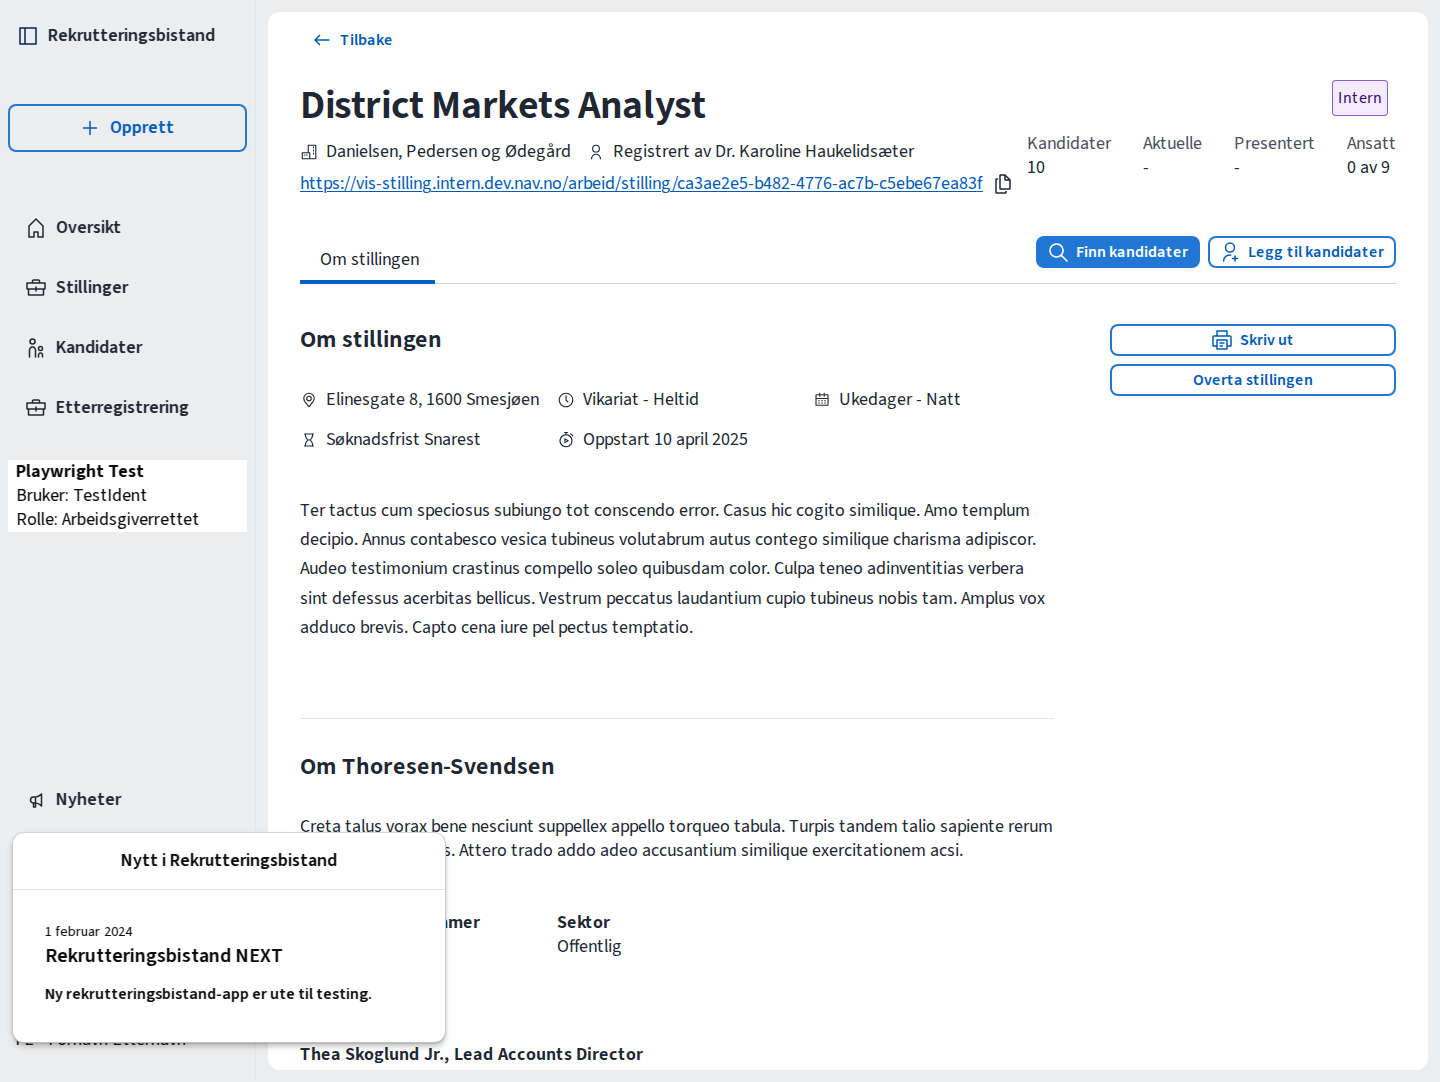 Rekrutteringsbistand
Opprett
Oversikt
Stillinger
Kandidater
Etterregistrering
Playwright Test
Bruker: TestIdent
Rolle: Arbeidsgiverrettet
Nyheter
Nytt i Rekrutteringsbistand
1 februar 2024
Rekrutteringsbistand NEXT
Ny rekrutteringsbistand-app er ute til testing.
Tilbake
District Markets Analyst
Intern
Danielsen, Pedersen og Ødegård Registrert av Dr. Karoline Haukelidsæter
https://vis-stilling.intern.dev.nav.no/arbeid/stilling/ca3ae2e5-b482-4776-ac7b-c5ebe67ea83f
Kandidater Aktuelle Presentert Ansatt
10 - - 0 av 9
Om stillingen
Finn kandidater Legg til kandidater
Om stillingen
Skriv ut
Overta stillingen
Elinesgate 8, 1600 Smesjøen Vikariat - Heltid Ukedager - Natt
Søknadsfrist Snarest Oppstart 10 april 2025
Ter tactus cum speciosus subiungo tot conscendo error. Casus hic cogito similique. Amo templum
decipio. Annus contabesco vesica tubineus volutabrum autus contego similique charisma adipiscor.
Audeo testimonium crastinus compello soleo quibusdam color. Culpa teneo adinventitias verbera
sint defessus acerbitas bellicus. Vestrum peccatus laudantium cupio tubineus nobis tam. Amplus vox
adduco brevis. Capto cena iure pel pectus temptatio.
Om Thoresen-Svendsen
Creta talus vorax bene nesciunt suppellex appello torqueo tabula. Turpis tandem talio sapiente rerum
Attero trado addo adeo accusantium similique exercitationem acsi.
Sektor
Offentlig
Thea Skoglund Jr., Lead Accounts Director